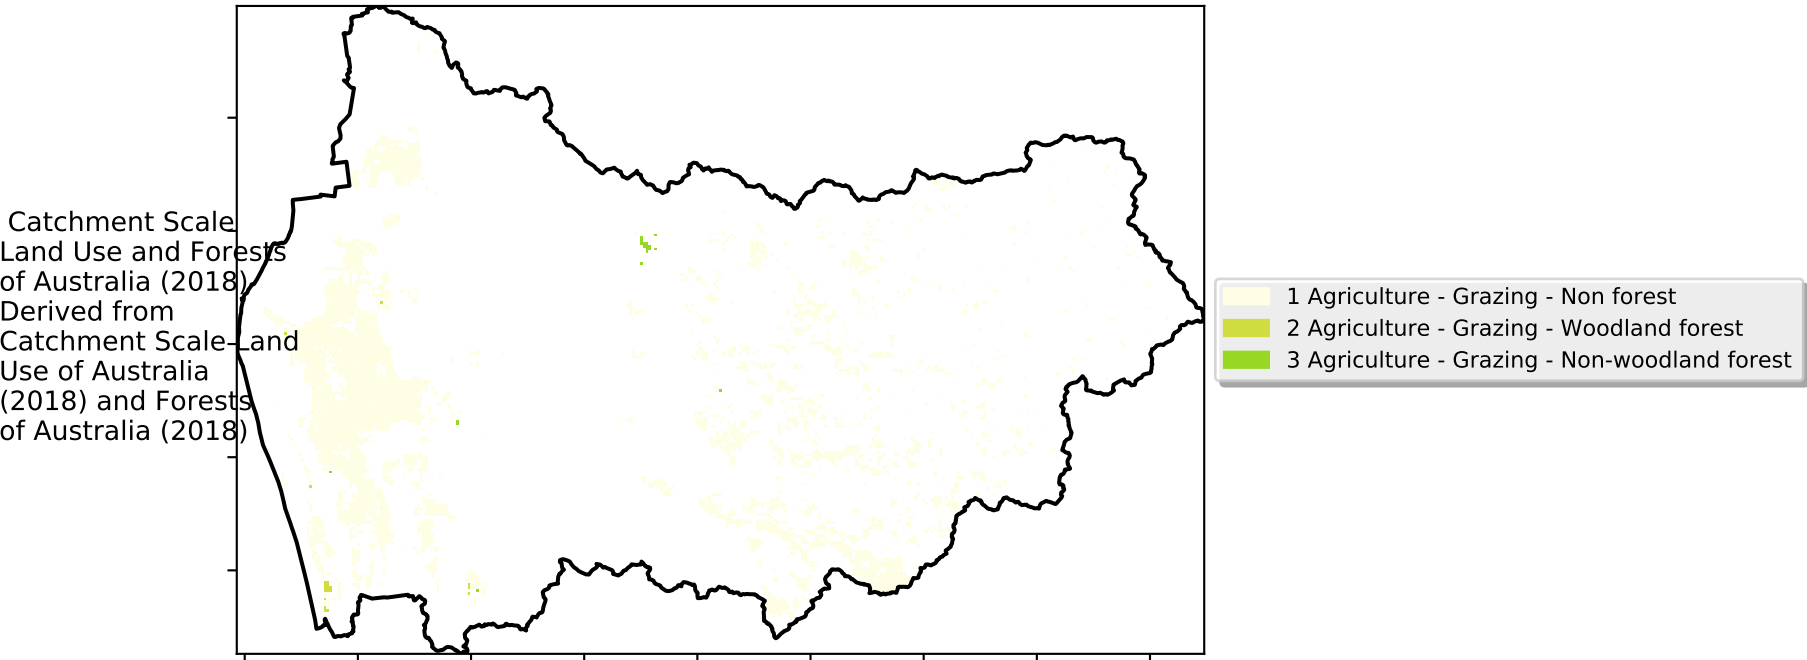 Catchment Scale
Land Use and Forests
of Australia (2018)
Derived from
Catchment Scale Land
Use of Australia
(2018) and Forests
of Australia (2018)
1 Agriculture - Grazing - Non forest
2 Agriculture - Grazing - Woodland forest
3 Agriculture - Grazing - Non-woodland forest